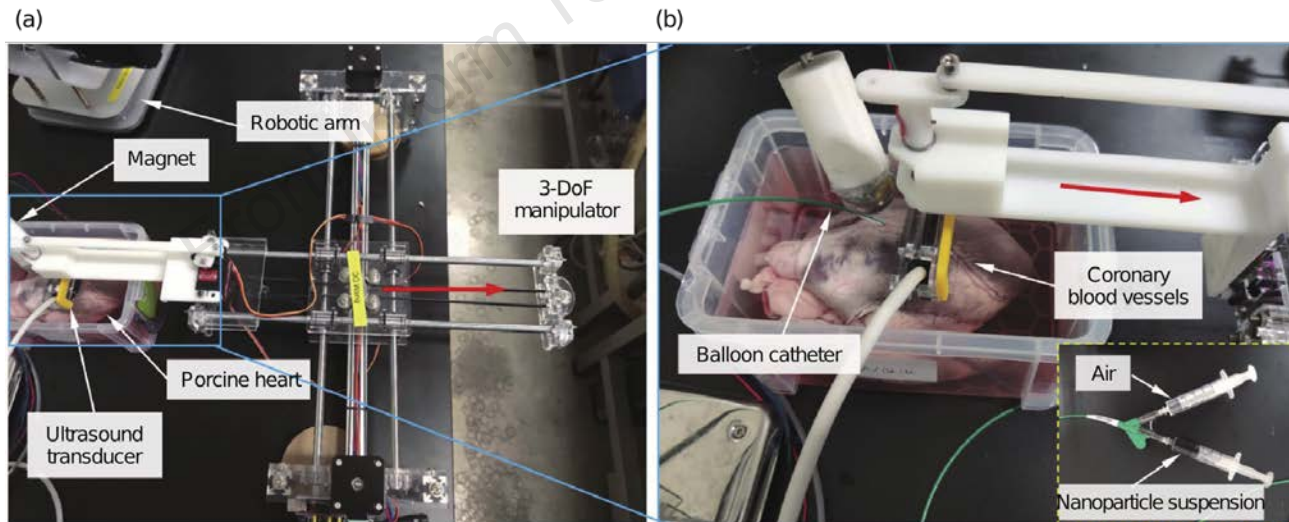 (a)
(b)
Robotic arm
Magnet
3-DoF
manipulator
Porcine heart
Ultrasound
transducer
Coronary
blood vessels
Balloon catheter
Air
Nanoparticle suspension